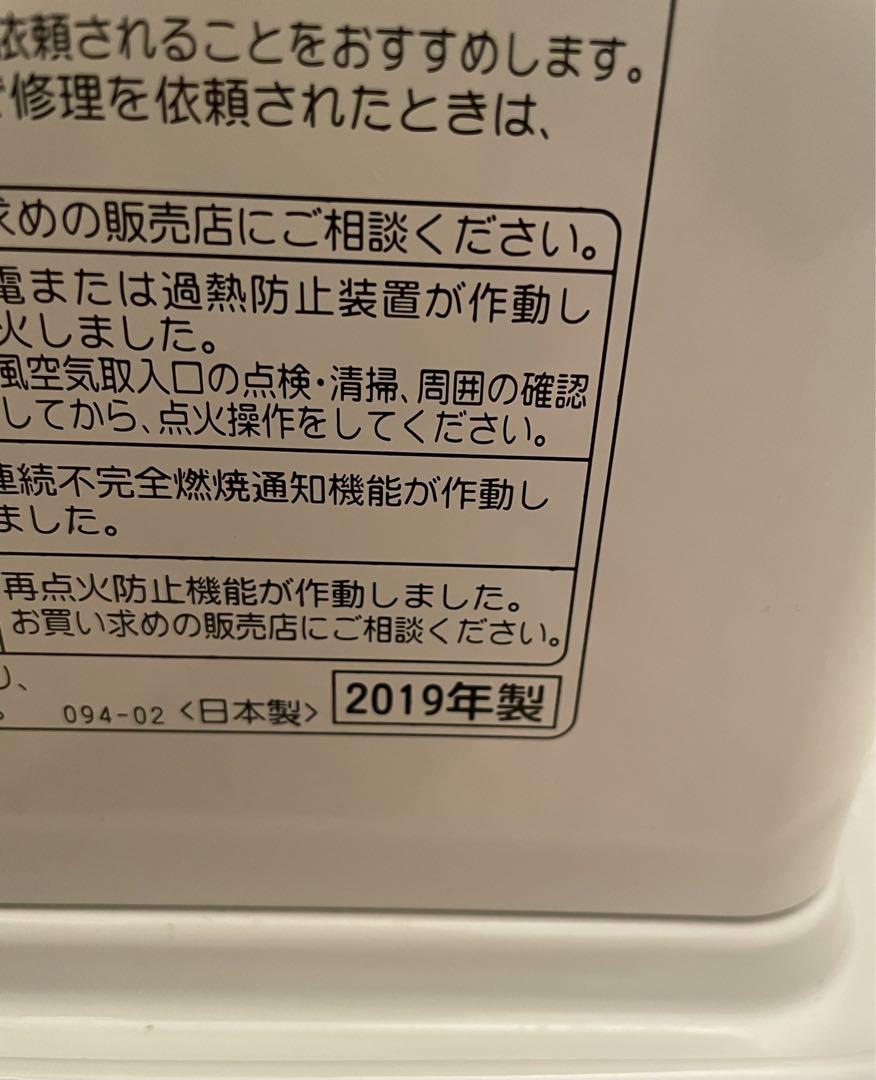 依頼されることをおすすめします。
修理を依頼されたときは、
求めの販売店にご相談ください。
電または過熱防止装置が作動し
火しました。
風空気取入口の点検・清掃、周囲の確認
してから、点火操作をしてください。
連続不完全燃焼通知機能が作動し
ました。
再点火防止機能が作動しました。
お買い求めの販売店にご相談ください。
094-02 <日本製> 2019年製